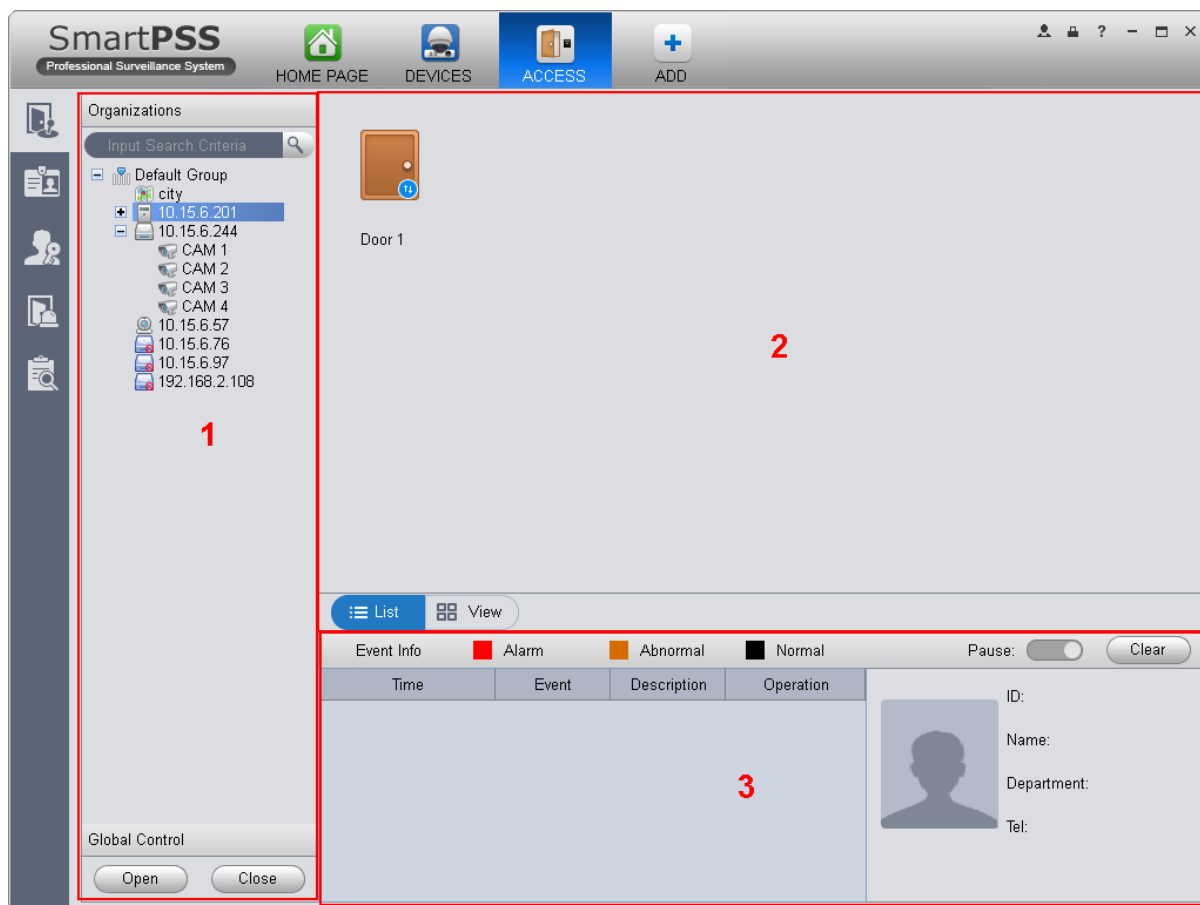 SmartPSS
Professional Surveillance System
HOME PAGE
DEVICES
ACCESS
ADD
?
Organizations
Input Search Criteria
Default Group
city
10.15.6.201
10.15.6.244
CAM 1
CAM 2
CAM 3
CAM 4
10.15.6.57
10.15.6.76
10.15.6.97
192.168.2.108
1
Global Control
Open Close
Door 1
2
List View
Event Info Alarm Abnormal Normal Pause: Clear
Time Event Description Operation
3
ID:
Name:
Department:
Tel: